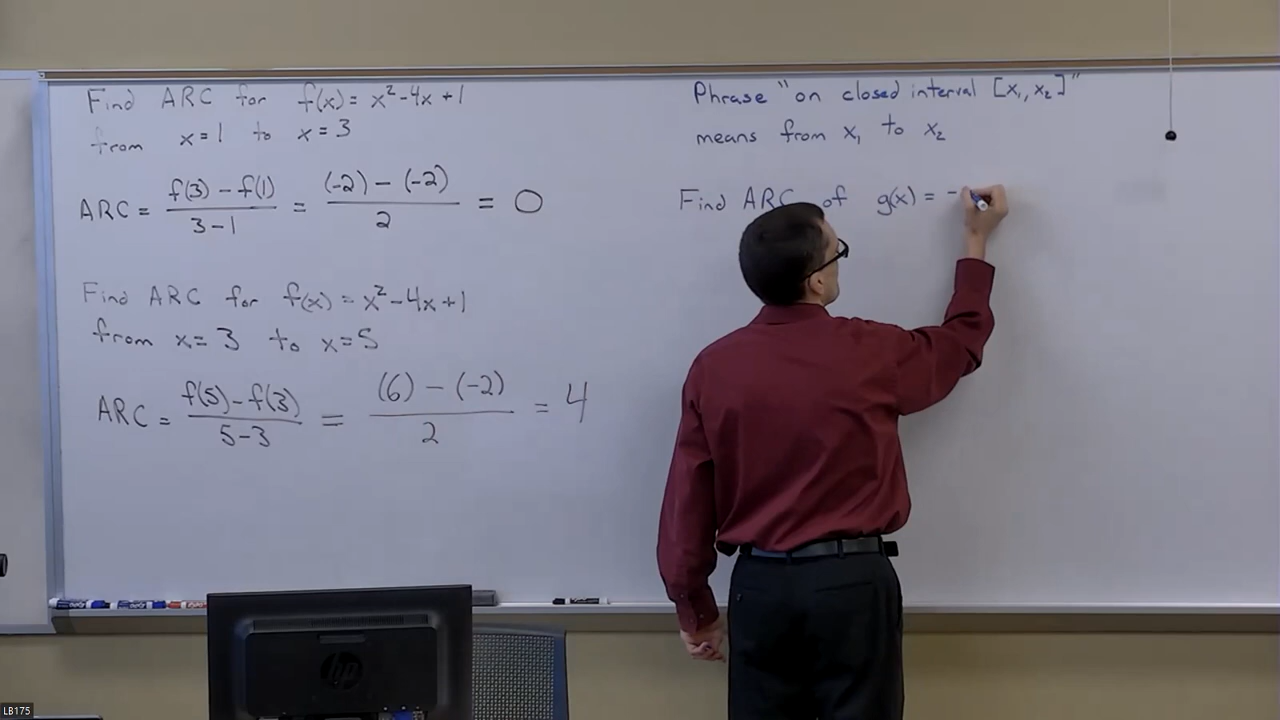 Find ARC for f(x) = x²-4x+1
from x=1 to x=3
ARC = f(3) - f(1) / 3-1 = (-2) - (-2) / 2 = 0
Find ARC for f(x) = x²-4x+1
from x=3 to x=5
ARC = f(5)-f(3) / 5-3 = (6) - (-2) / 2 = 4
Phrase "on closed interval [x₁, x₂]"
means from x₁ to x₂
Find ARC of g(x) = -
hp
LB175